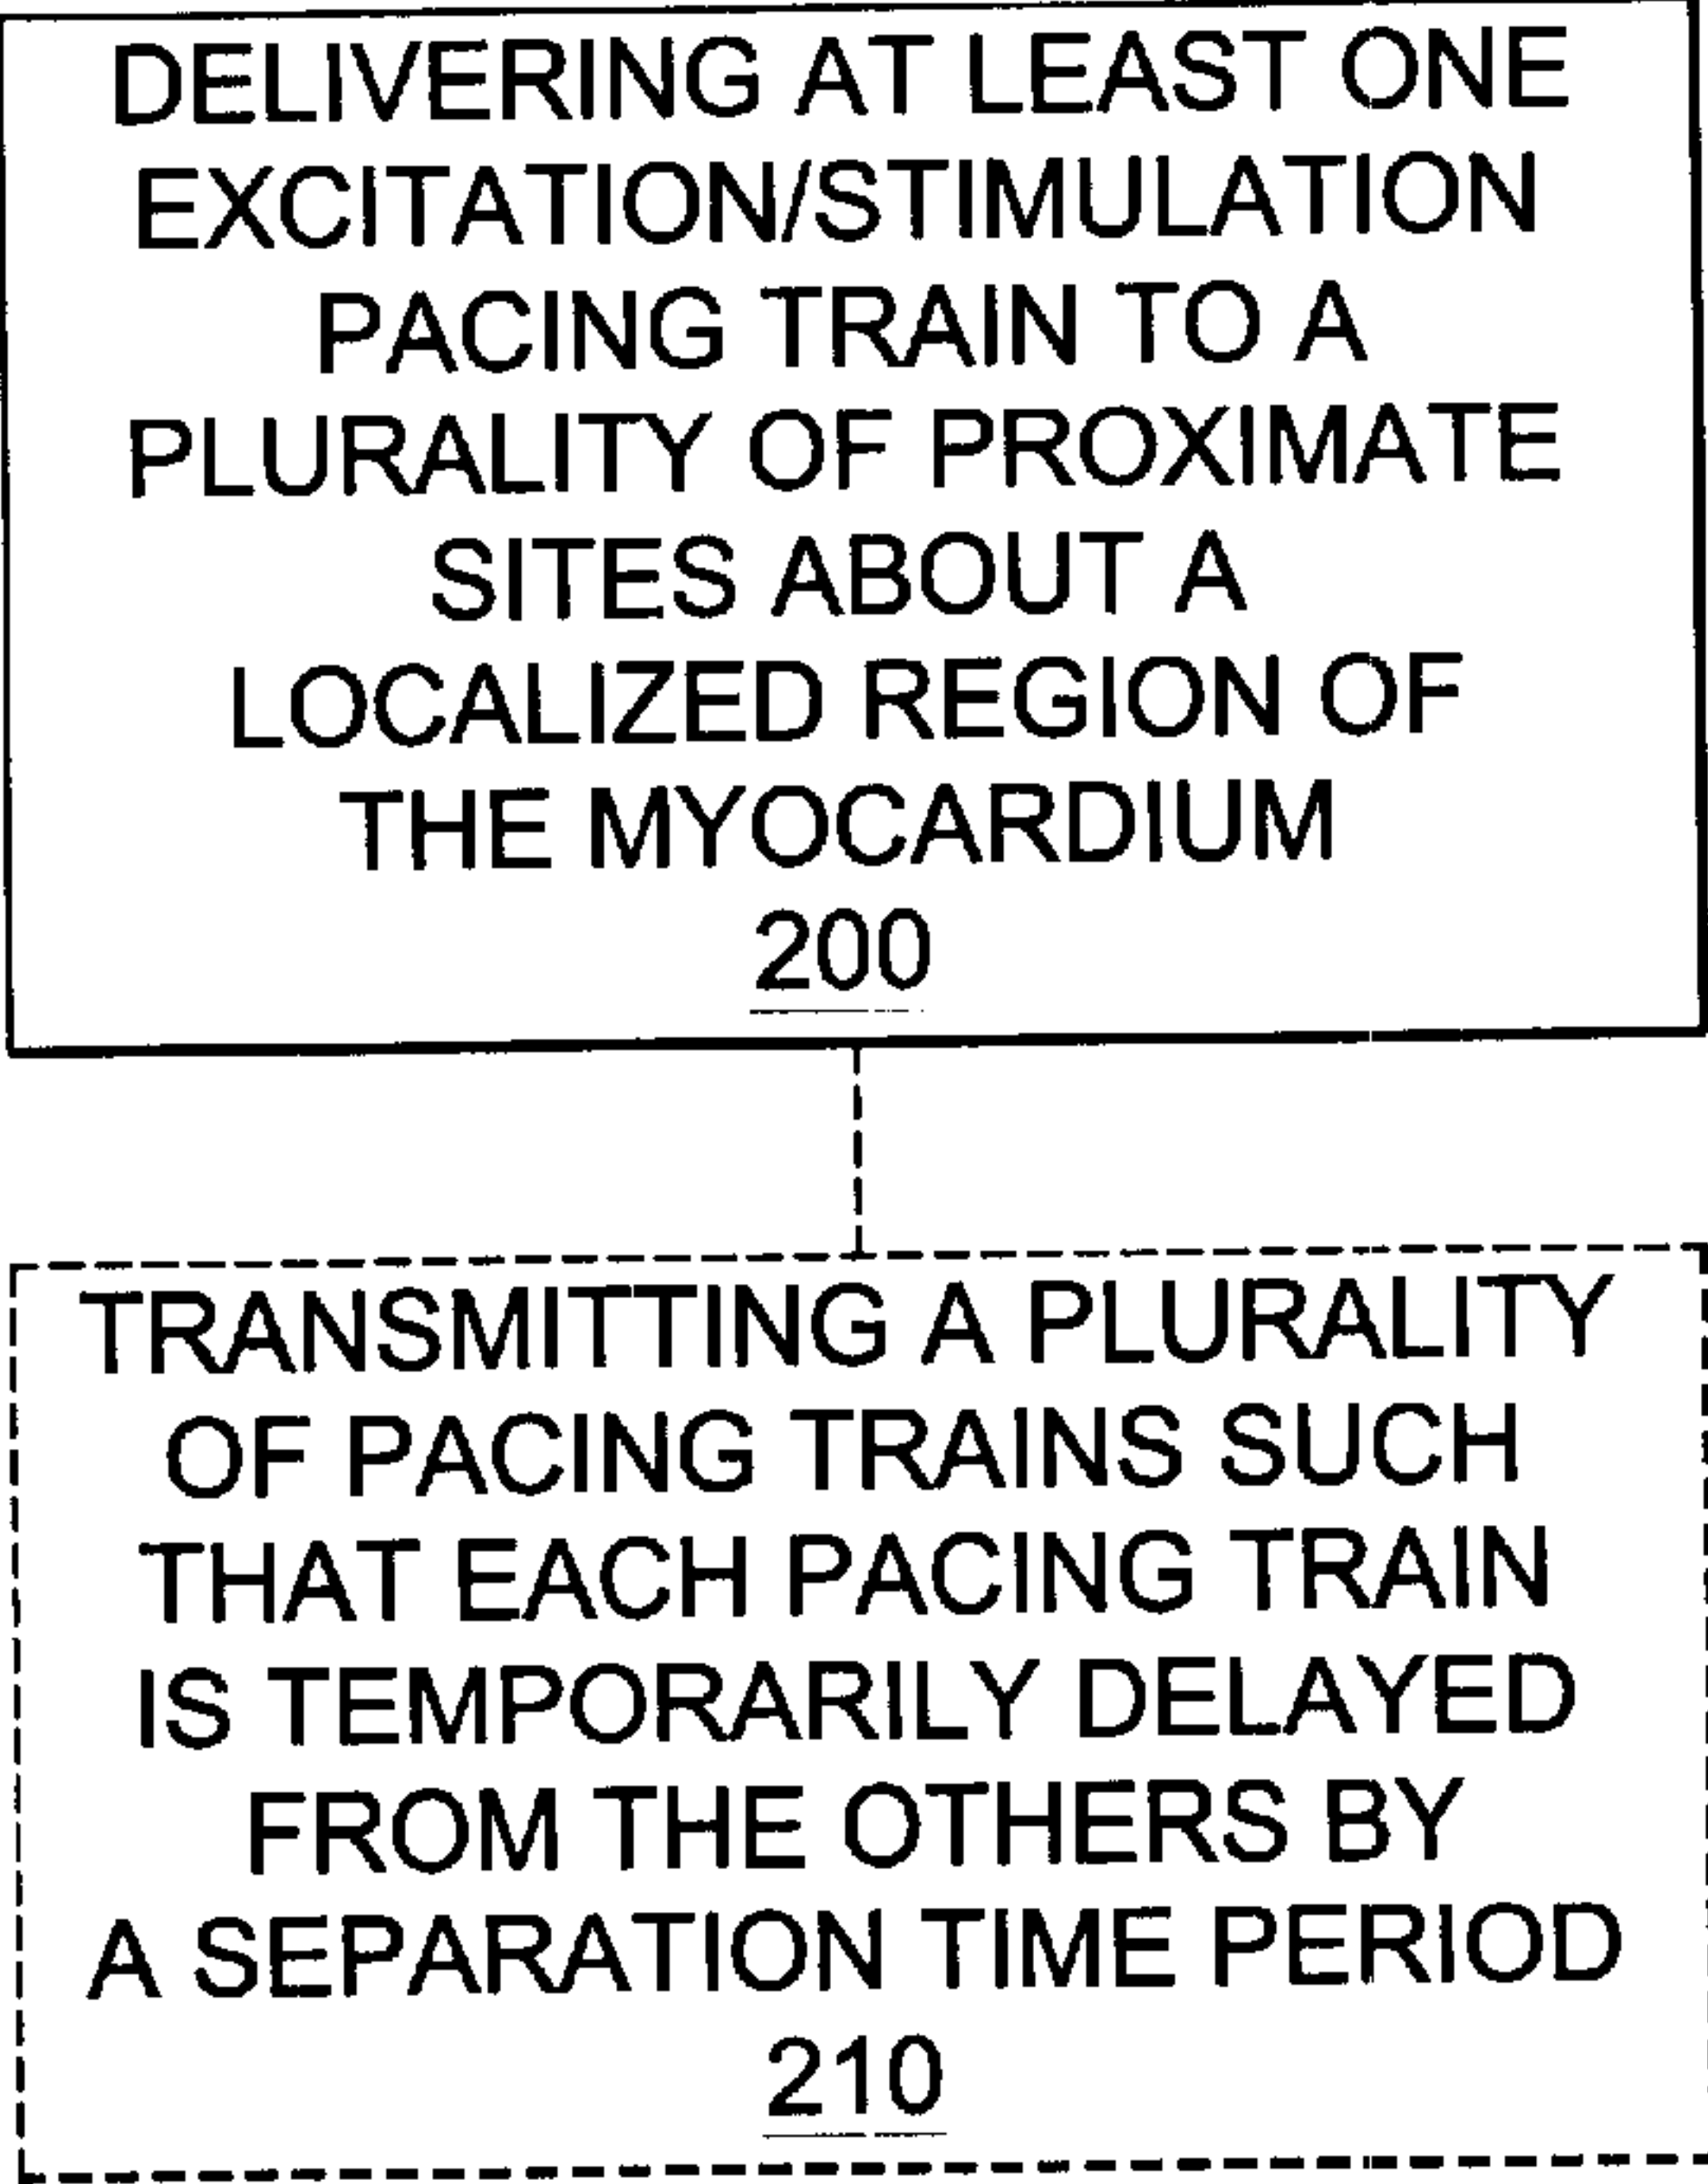 DELIVERING AT LEAST ONE
EXCITATION/STIMULATION
PACING TRAIN TO A
PLURALITY OF PROXIMATE
SITES ABOUT A
LOCALIZED REGION OF
THE MYOCARDIUM
200
TRANSMITTING A PLURALITY
OF PACING TRAINS SUCH
THAT EACH PACING TRAIN
IS TEMPORARILY DELAYED
FROM THE OTHERS BY
A SEPARATION TIME PERIOD
210